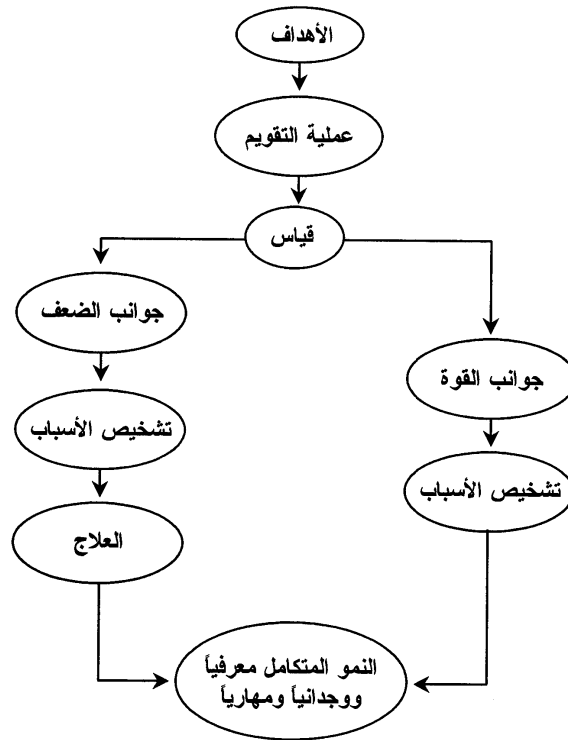 الأهداف
عملية التقويم
قياس
جوانب الضعف
جوانب القوة
تشخيص الأسباب
تشخيص الأسباب
العلاج
النمو المتكامل معرفياً
ووجدانياً ومهارياً